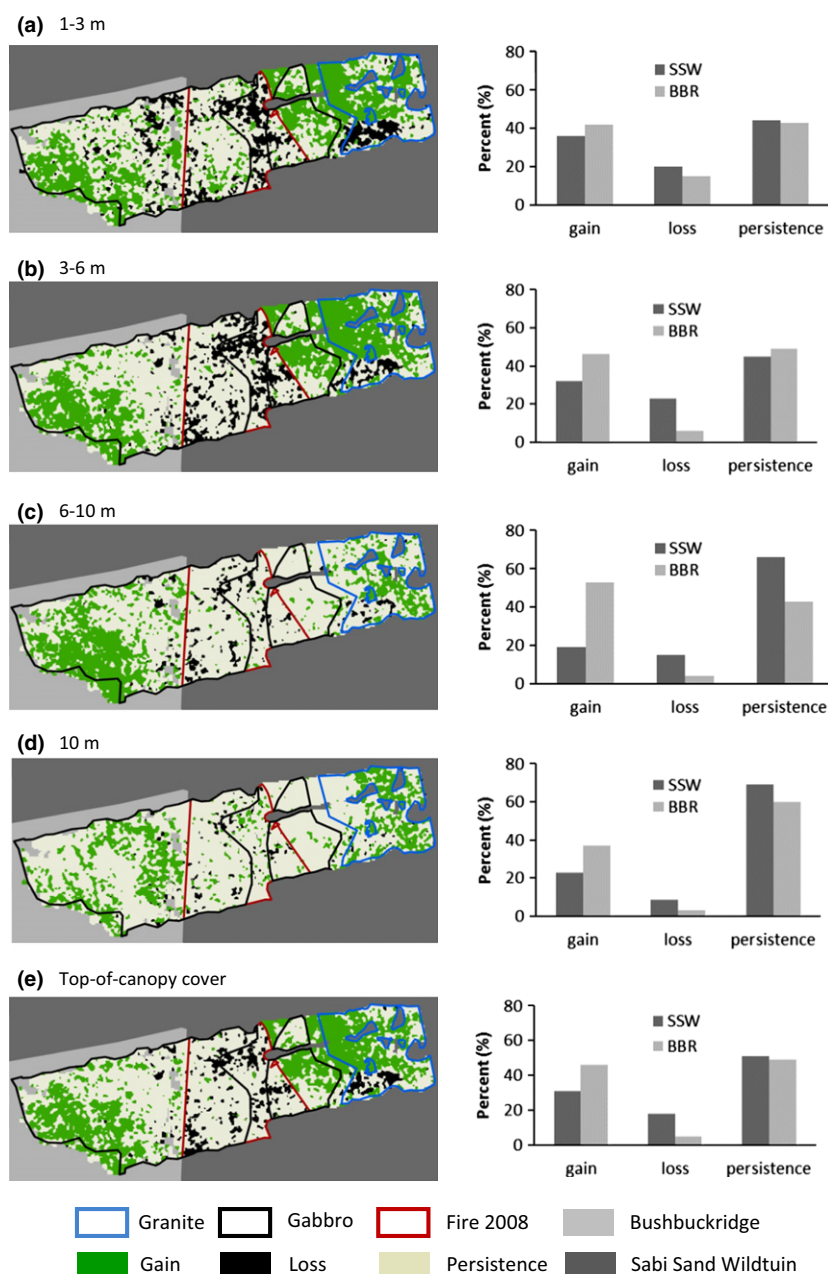 (a) 1-3 m
80
60
40
20
0
Percent (%)
SSW
BBR
gain loss persistence
(b) 3-6 m
80
60
40
20
0
Percent (%)
SSW
BBR
gain loss persistence
(c) 6-10 m
80
60
40
20
0
Percent (%)
SSW
BBR
gain loss persistence
(d) 10 m
80
60
40
20
0
Percent (%)
SSW
BBR
gain loss persistence
(e) Top-of-canopy cover
80
60
40
20
0
Percent (%)
SSW
BBR
gain loss persistence
Granite Gabbro Fire 2008 Bushbuckridge
Gain Loss Persistence Sabi Sand Wildtuin